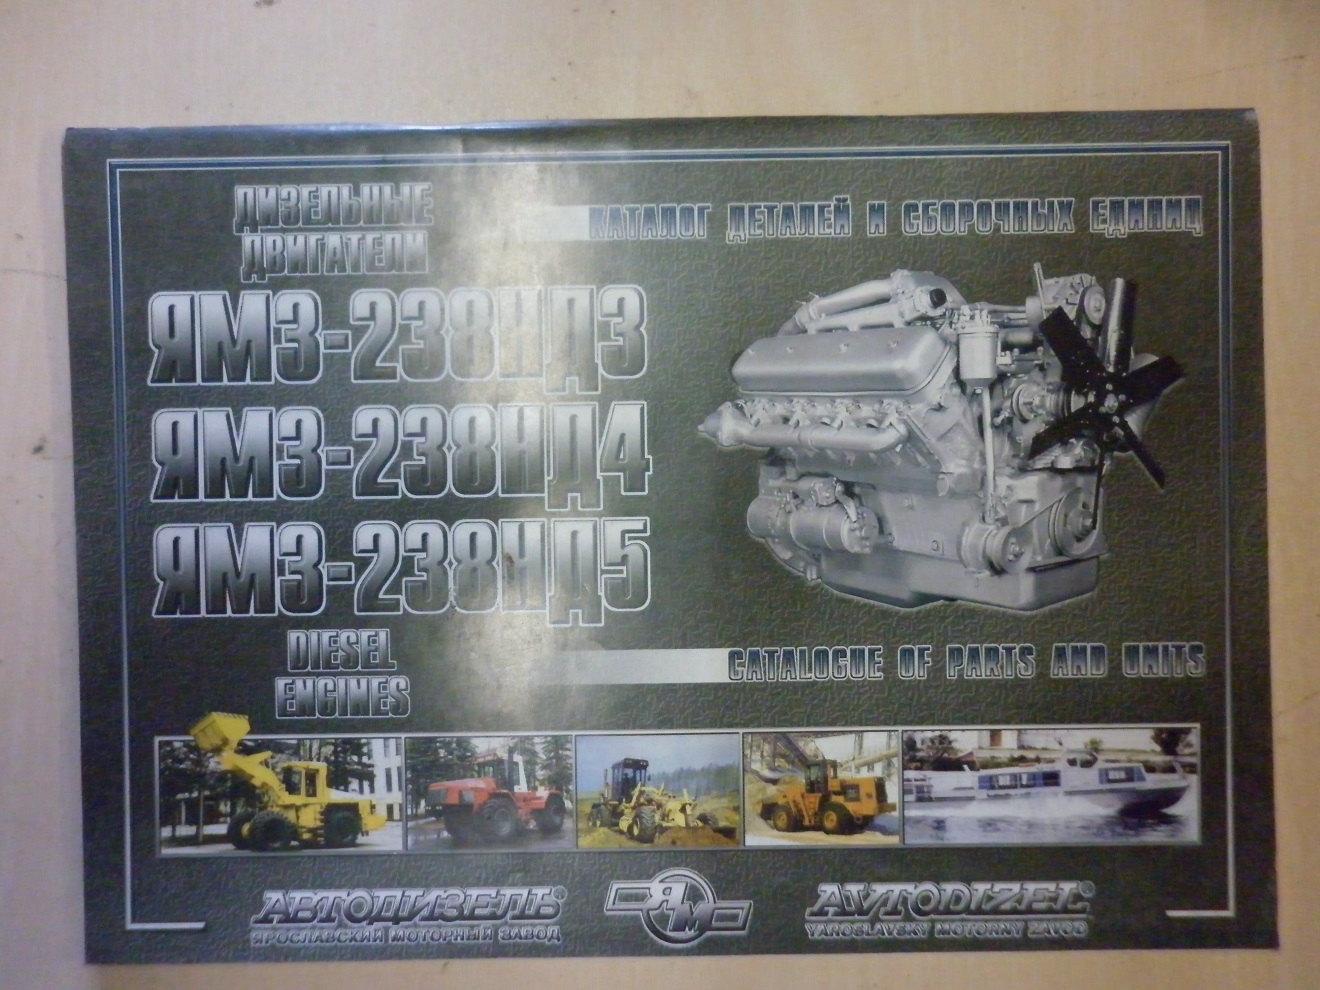 ДИЗЕЛЬНЫЕ
ДВИГАТЕЛИ
КАТАЛОГ ДЕТАЛЕЙ И СБОРОЧНЫХ ЕДИНИЦ
ЯМЗ-238НД3
ЯМЗ-238НД4
ЯМЗ-238НД5
DIESEL
ENGINES
CATALOGUE OF PARTS AND UNITS
АВТОДИЗЕЛЬ®
ЯРОСЛАВСКИЙ МОТОРНЫЙ ЗАВОД
ЯМ
AVTODIZEL®
YAROSLAVSKY MOTORNY ZAVOD